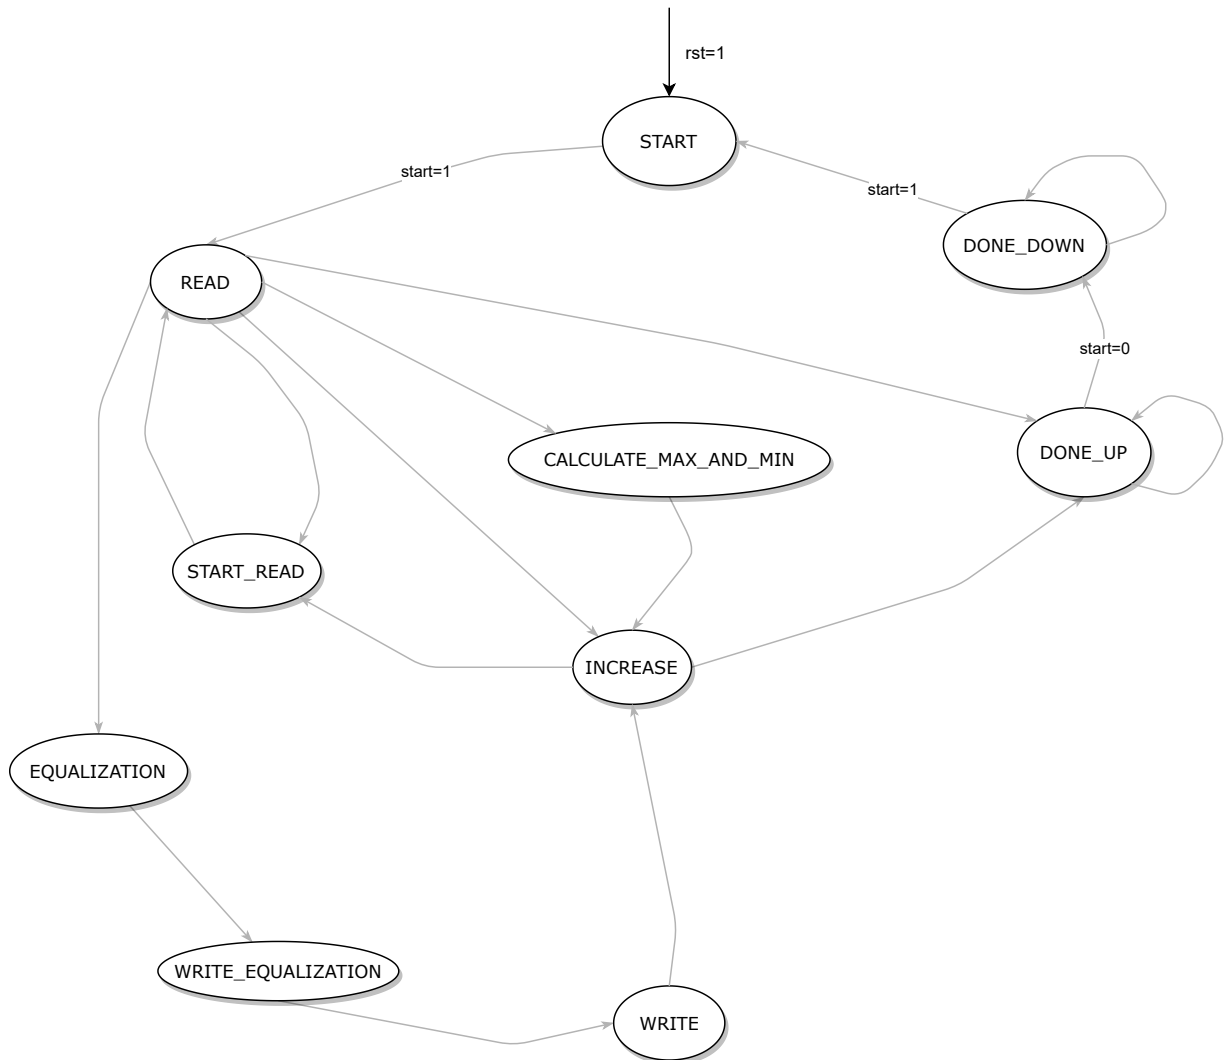 rst=1
START
start=1
start=1
DONE_DOWN
READ
start=0
CALCULATE_MAX_AND_MIN
DONE_UP
START_READ
INCREASE
EQUALIZATION
WRITE_EQUALIZATION
WRITE